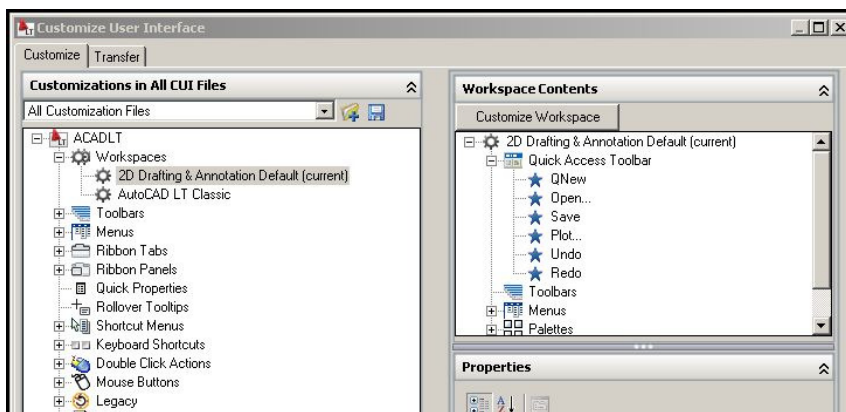 Customize User Interface
Customize
Transfer
Customizations in All CUI Files
All Customization Files
ACADLT
Workspaces
2D Drafting & Annotation Default (current)
AutoCAD LT Classic
Toolbars
Menus
Ribbon Tabs
Ribbon Panels
Quick Properties
Rollover Tooltips
Shortcut Menus
Keyboard Shortcuts
Double Click Actions
Mouse Buttons
Legacy
Workspace Contents
Customize Workspace
2D Drafting & Annotation Default (current)
Quick Access Toolbar
QNew
Open...
Save
Plot...
Undo
Redo
Toolbars
Menus
Palettes
Properties